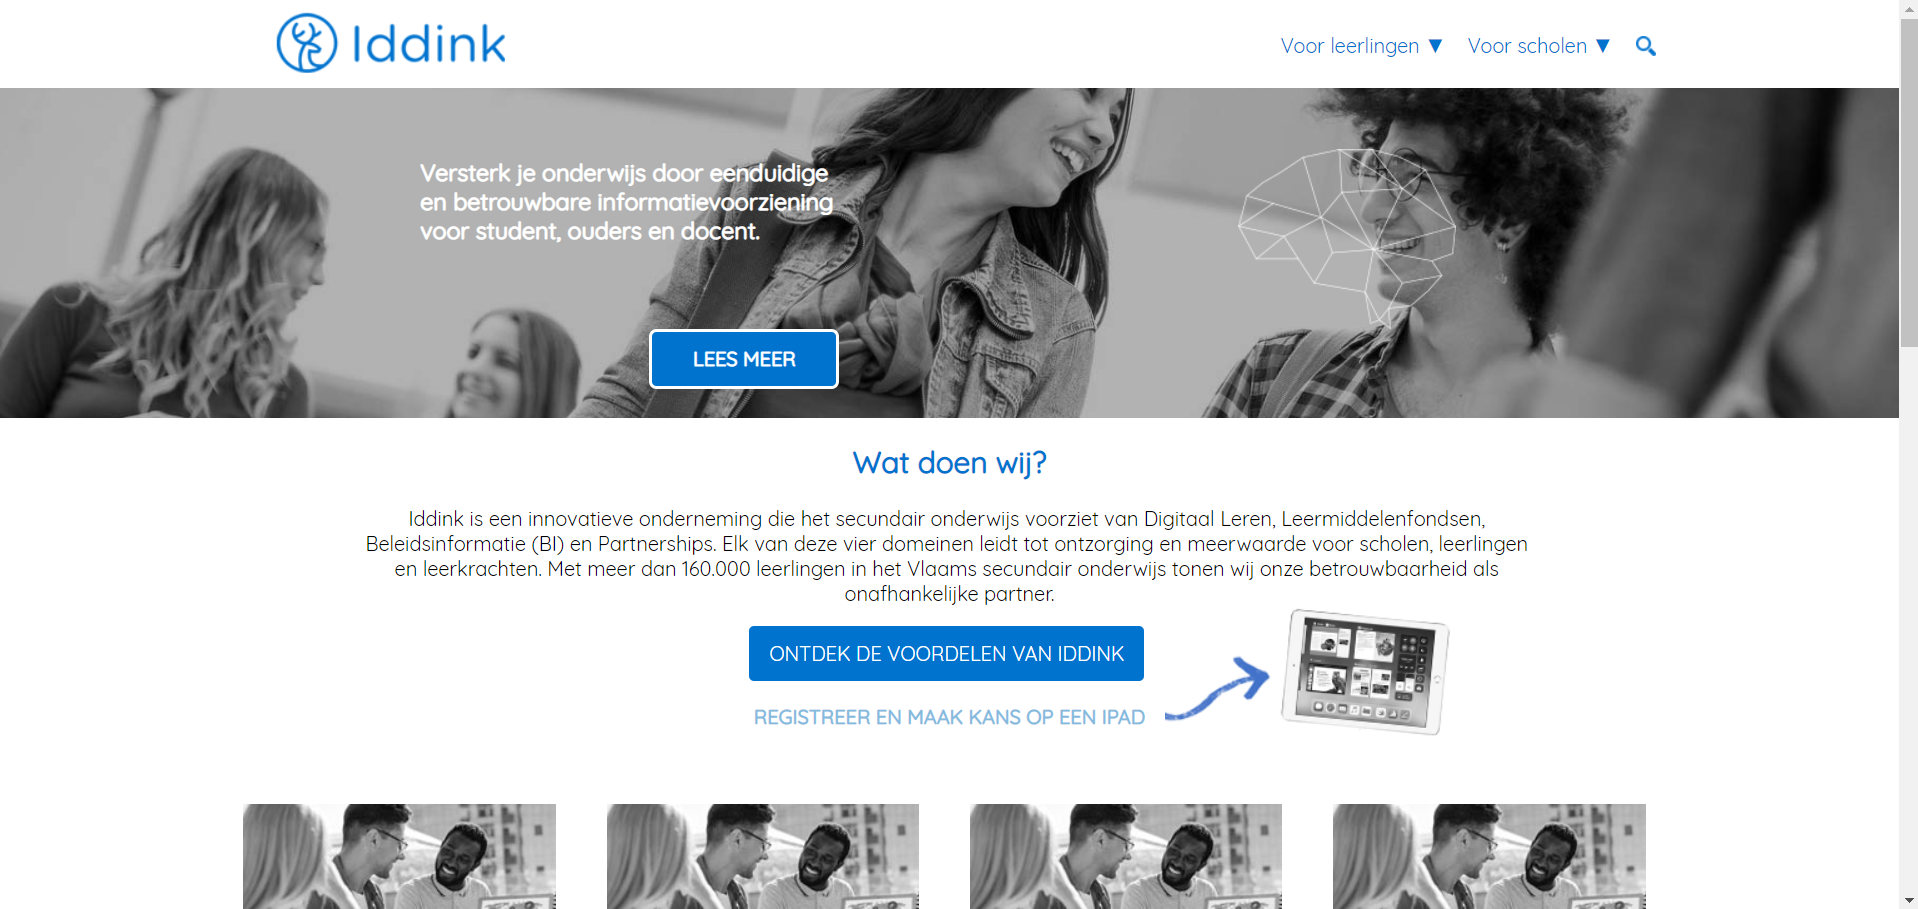 Iddink
Voor leerlingen ▼ Voor scholen ▼
Versterk je onderwijs door eenduidige
en betrouwbare informatievoorziening
voor student, ouders en docent.
LEES MEER
Wat doen wij?
Iddink is een innovatieve onderneming die het secundair onderwijs voorziet van Digitaal Leren, Leermiddelenfondsen,
Beleidsinformatie (BI) en Partnerships. Elk van deze vier domeinen leidt tot ontzorging en meerwaarde voor scholen, leerlingen
en leerkrachten. Met meer dan 160.000 leerlingen in het Vlaams secundair onderwijs tonen wij onze betrouwbaarheid als
onafhankelijke partner.
ONTDEK DE VOORDELEN VAN IDDINK
REGISTREER EN MAAK KANS OP EEN IPAD